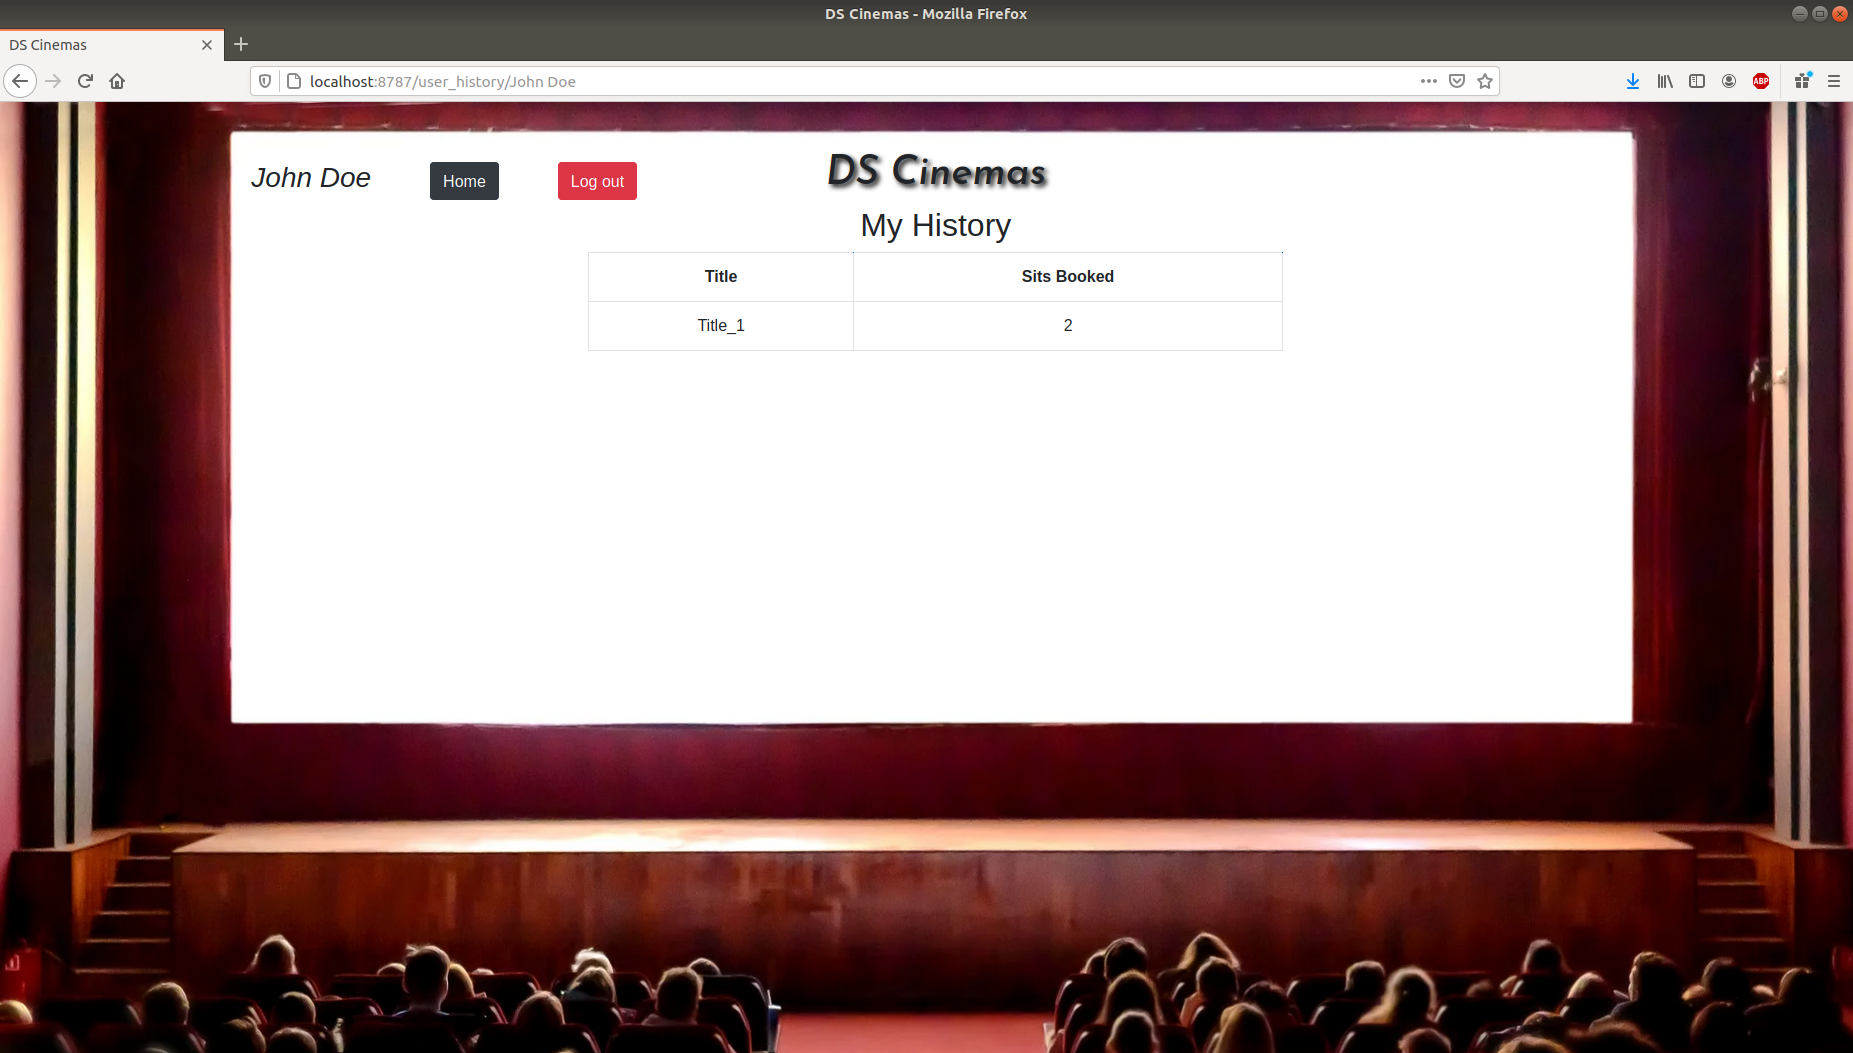 DS Cinemas - Mozilla Firefox
DS Cinemas
localhost:8787/user_history/John Doe
ABP
John Doe
Home
Log out
DS Cinemas
My History
Title Sits Booked
Title_1 2